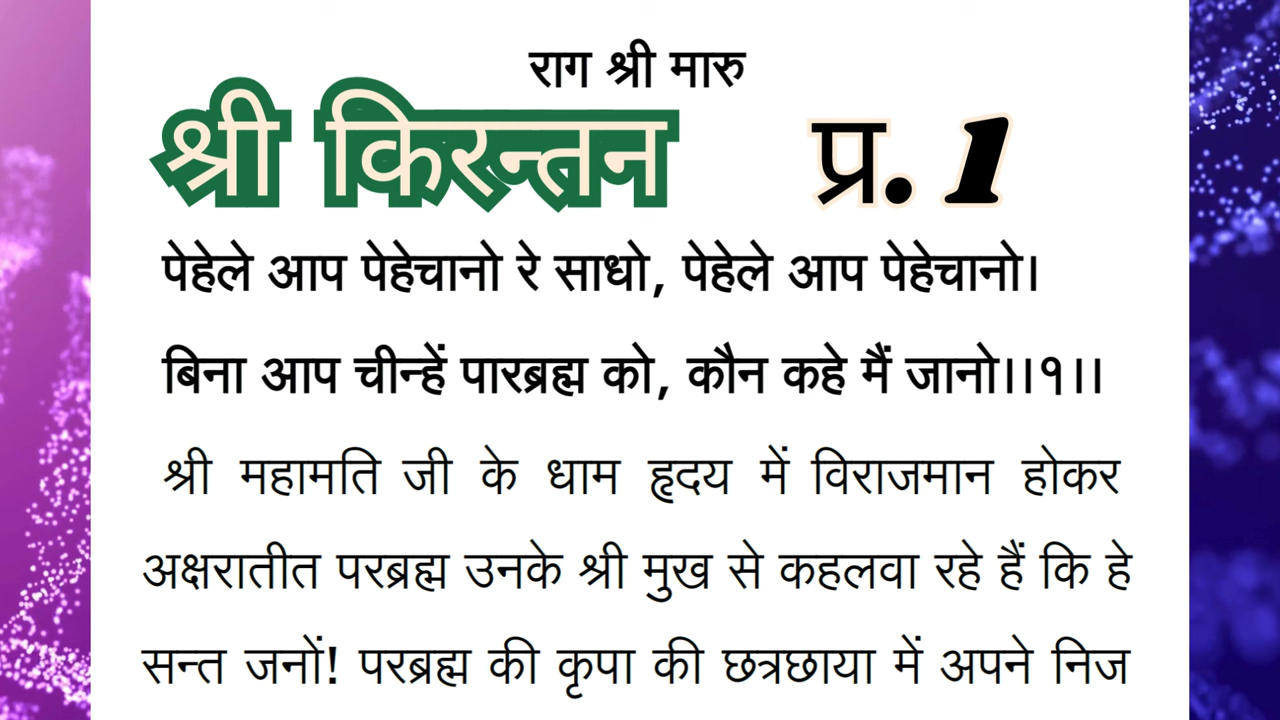 राग श्री मारु
श्री किरन्तन प्र. 1
पेहेले आप पेहेचानो रे साधो, पेहेले आप पेहेचानो।
बिना आप चीन्हें पारब्रह्म को, कौन कहे मैं जानो।।१।।
श्री महामति जी के धाम हृदय में विराजमान होकर
अक्षरातीत परब्रह्म उनके श्री मुख से कहलवा रहे हैं कि हे
सन्त जनों! परब्रह्म की कृपा की छत्रछाया में अपने निज